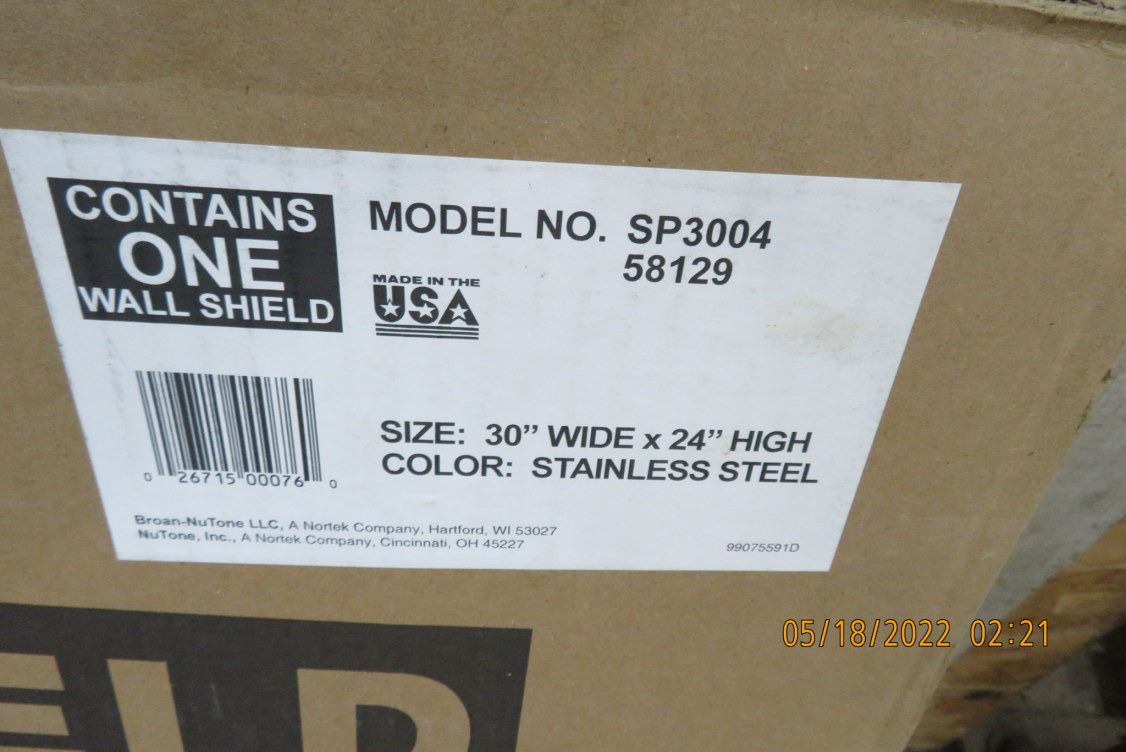 CONTAINS
ONE
WALL SHIELD
MODEL NO. SP3004
58129
MADE IN THE
USA
0 26715 00076 0
SIZE: 30" WIDE x 24" HIGH
COLOR: STAINLESS STEEL
Broan-NuTone LLC, A Nortek Company, Hartford, WI 53027
NuTone, Inc., A Nortek Company, Cincinnati, OH 45227
99075591D
05/18/2022 02:21